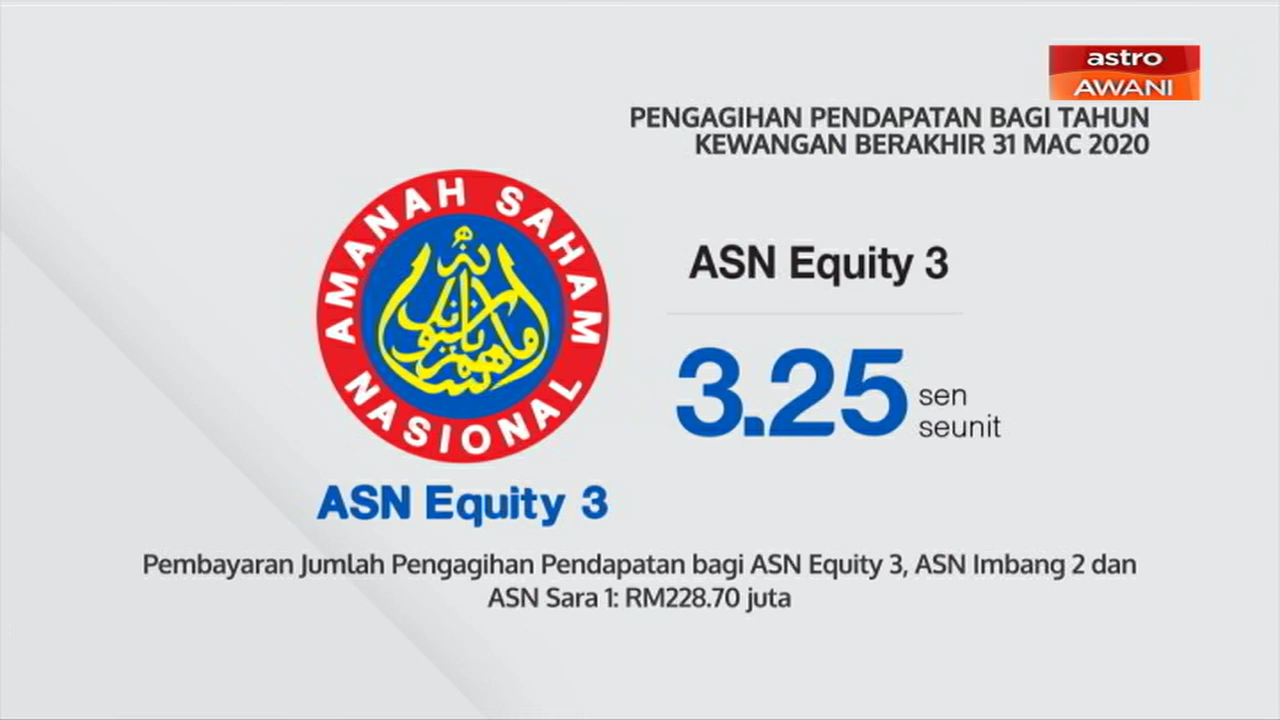 astro
AWANI
PENGAGIHAN PENDAPATAN BAGI TAHUN
KEWANGAN BERAKHIR 31 MAC 2020
AMANAH SAHAM
NASIONAL
ASN Equity 3
ASN Equity 3
3.25 sen
seunit
Pembayaran Jumlah Pengagihan Pendapatan bagi ASN Equity 3, ASN Imbang 2 dan
ASN Sara 1: RM228.70 juta